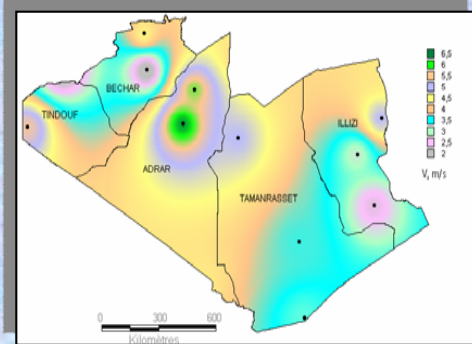 BECHAR
TINDOUF
ILLIZI
ADRAR
TAMANRASSET
6,5
6
5,5
5
4,5
4
3,5
3
2,5
2
V, m/s
0 300 600
Kilomètres